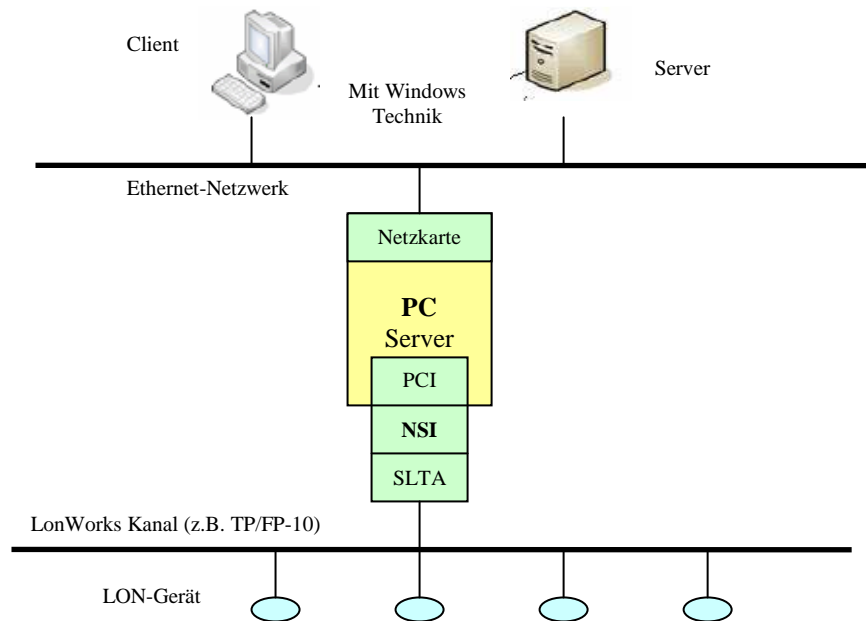 Client
Server
Mit Windows
Technik
Ethernet-Netzwerk
Netzkarte
PC
Server
PCI
NSI
SLTA
LonWorks Kanal (z.B. TP/FP-10)
LON-Gerät